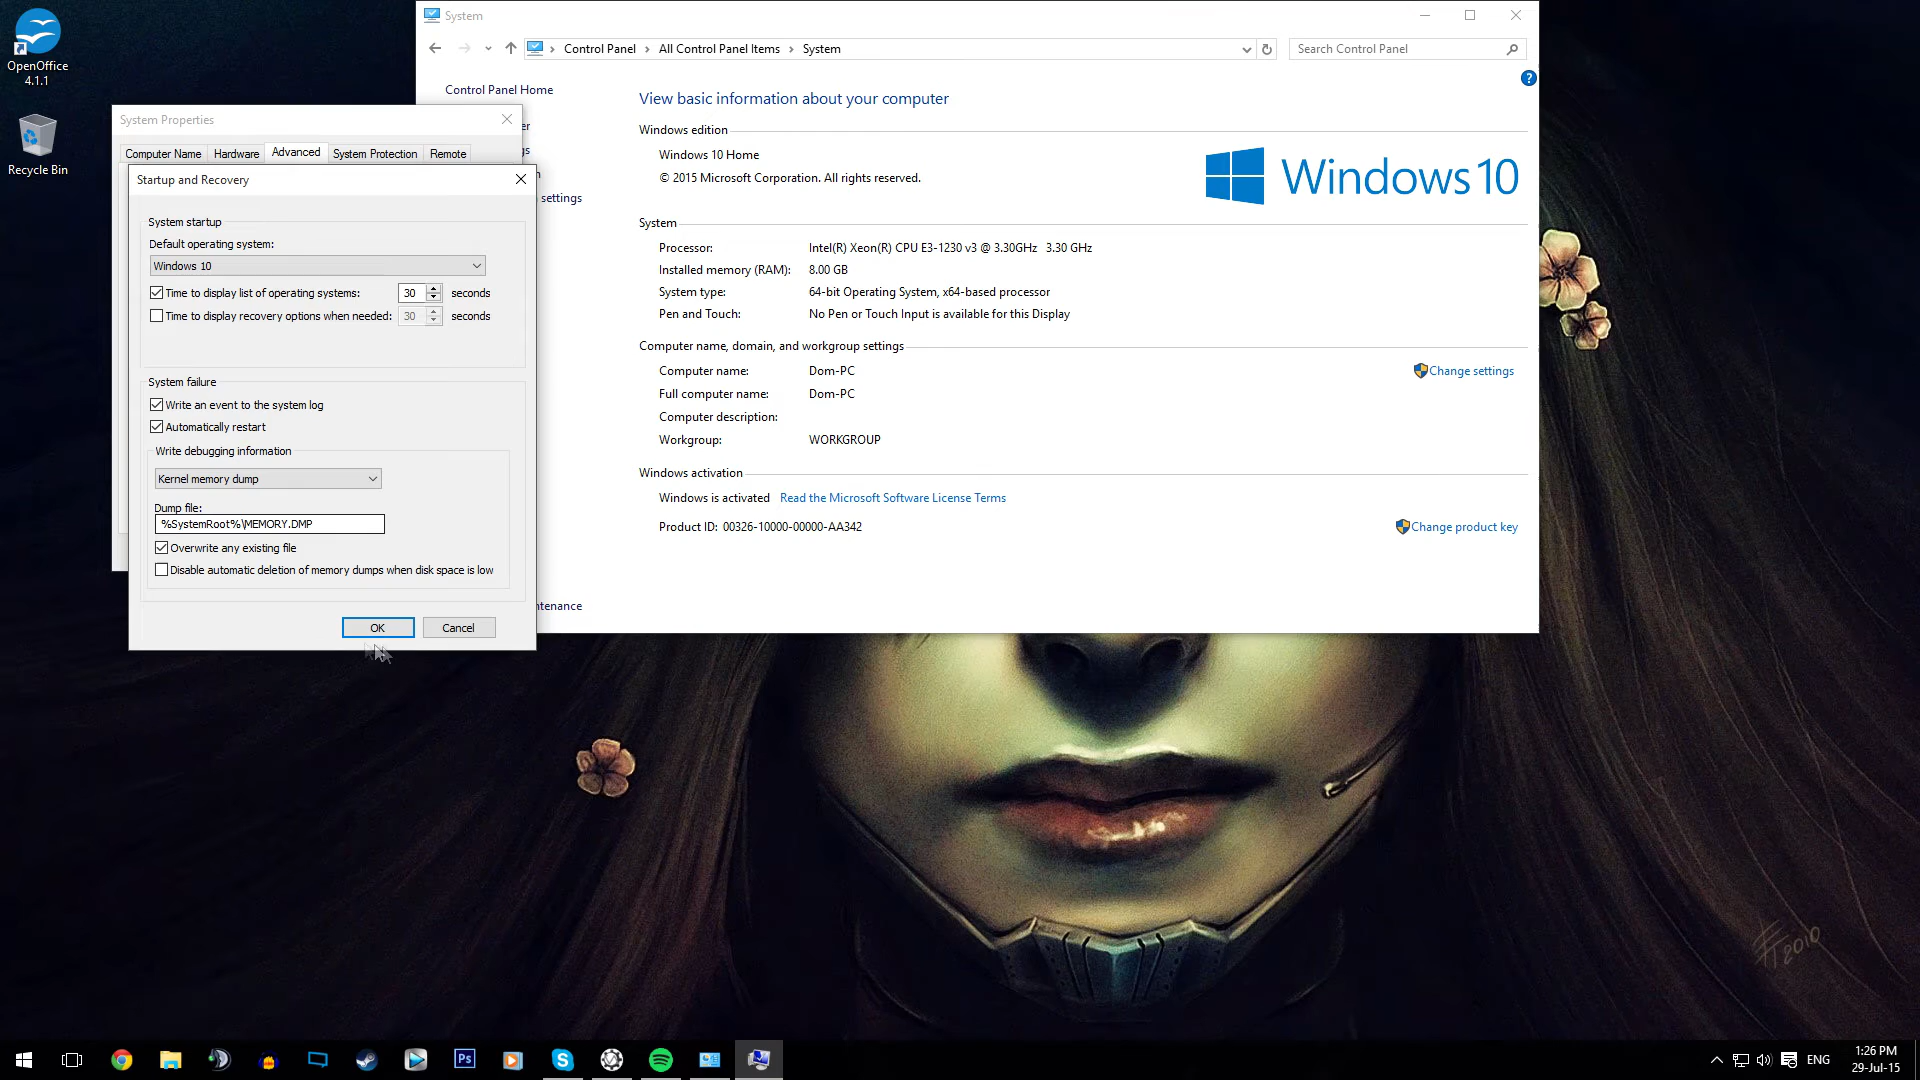 OpenOffice
4.1.1
Recycle Bin
System
Control Panel
All Control Panel Items
System
Search Control Panel
?
Control Panel Home
er
gs
n
settings
ntenance
View basic information about your computer
Windows edition
Windows 10 Home
© 2015 Microsoft Corporation. All rights reserved.
Windows 10
System
Processor: Intel(R) Xeon(R) CPU E3-1230 v3 @ 3.30GHz 3.30 GHz
Installed memory (RAM): 8.00 GB
System type: 64-bit Operating System, x64-based processor
Pen and Touch: No Pen or Touch Input is available for this Display
Computer name, domain, and workgroup settings
Computer name: Dom-PC
Change settings
Full computer name: Dom-PC
Computer description:
Workgroup: WORKGROUP
Windows activation
Windows is activated Read the Microsoft Software License Terms
Product ID: 00326-10000-00000-AA342
Change product key
System Properties
Computer Name Hardware Advanced System Protection Remote
Startup and Recovery
System startup
Default operating system:
Windows 10
Time to display list of operating systems: 30 seconds
Time to display recovery options when needed: 30 seconds
System failure
Write an event to the system log
Automatically restart
Write debugging information
Kernel memory dump
Dump file:
%SystemRoot%\MEMORY.DMP
Overwrite any existing file
Disable automatic deletion of memory dumps when disk space is low
OK Cancel
2010
Ps
ENG
1:26 PM
29-Jul-15